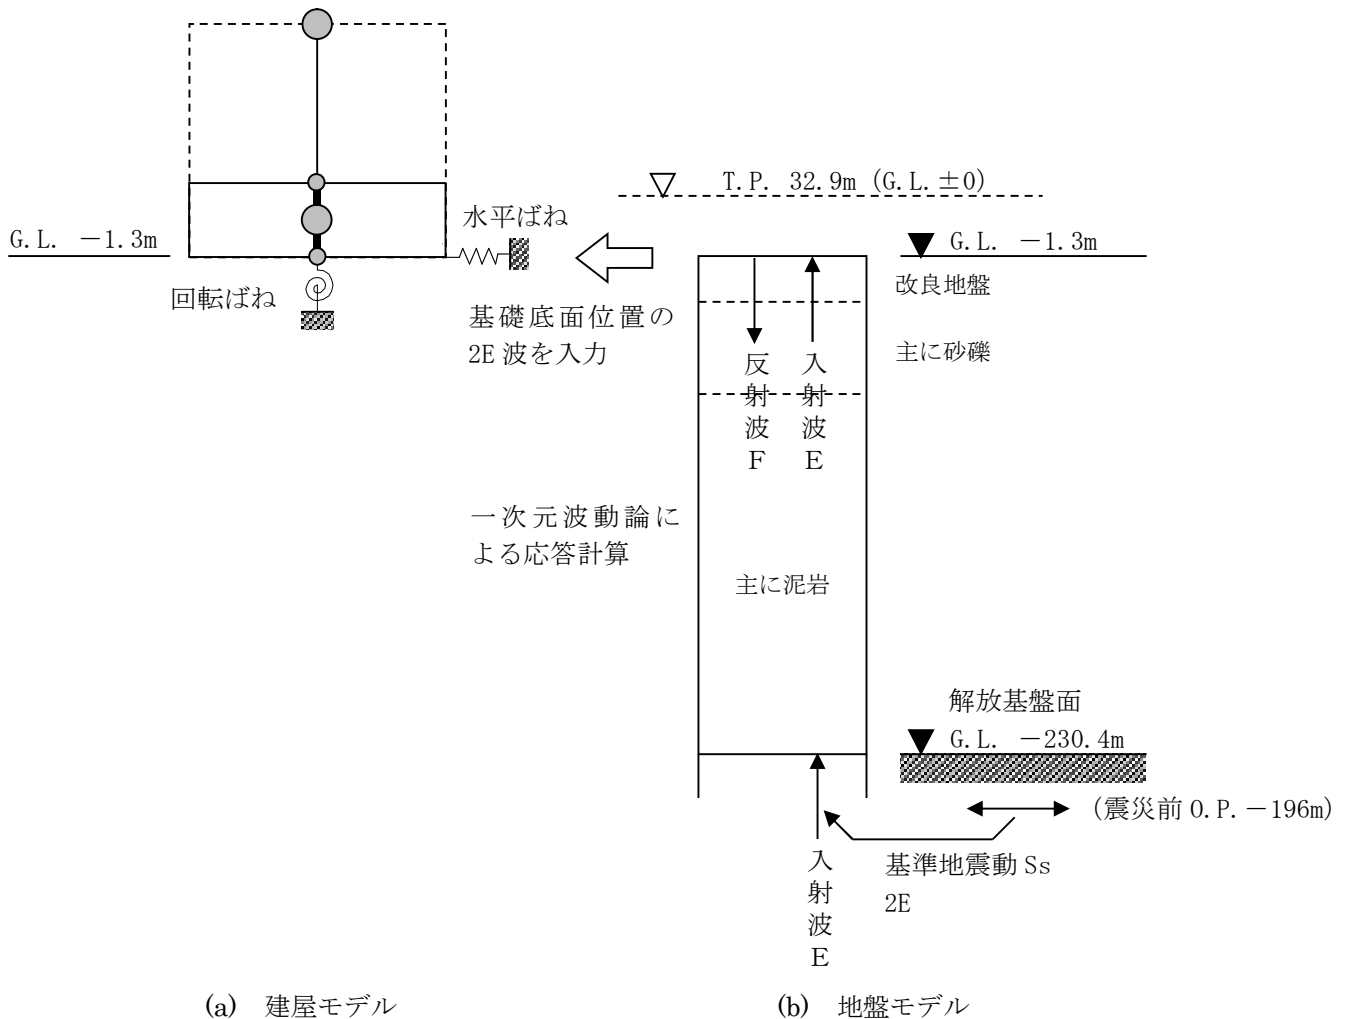 G.L. －1.3m
回転ばね
水平ばね
基礎底面位置の
2E 波を入力
一次元波動論に
よる応答計算
T.P. 32.9m (G.L.±0)
G.L. －1.3m
改良地盤
主に砂礫
反射波F
入射波E
主に泥岩
解放基盤面
G.L. －230.4m
(震災前 O.P.－196m)
基準地震動 Ss
2E
入射波E
(a) 建屋モデル
(b) 地盤モデル